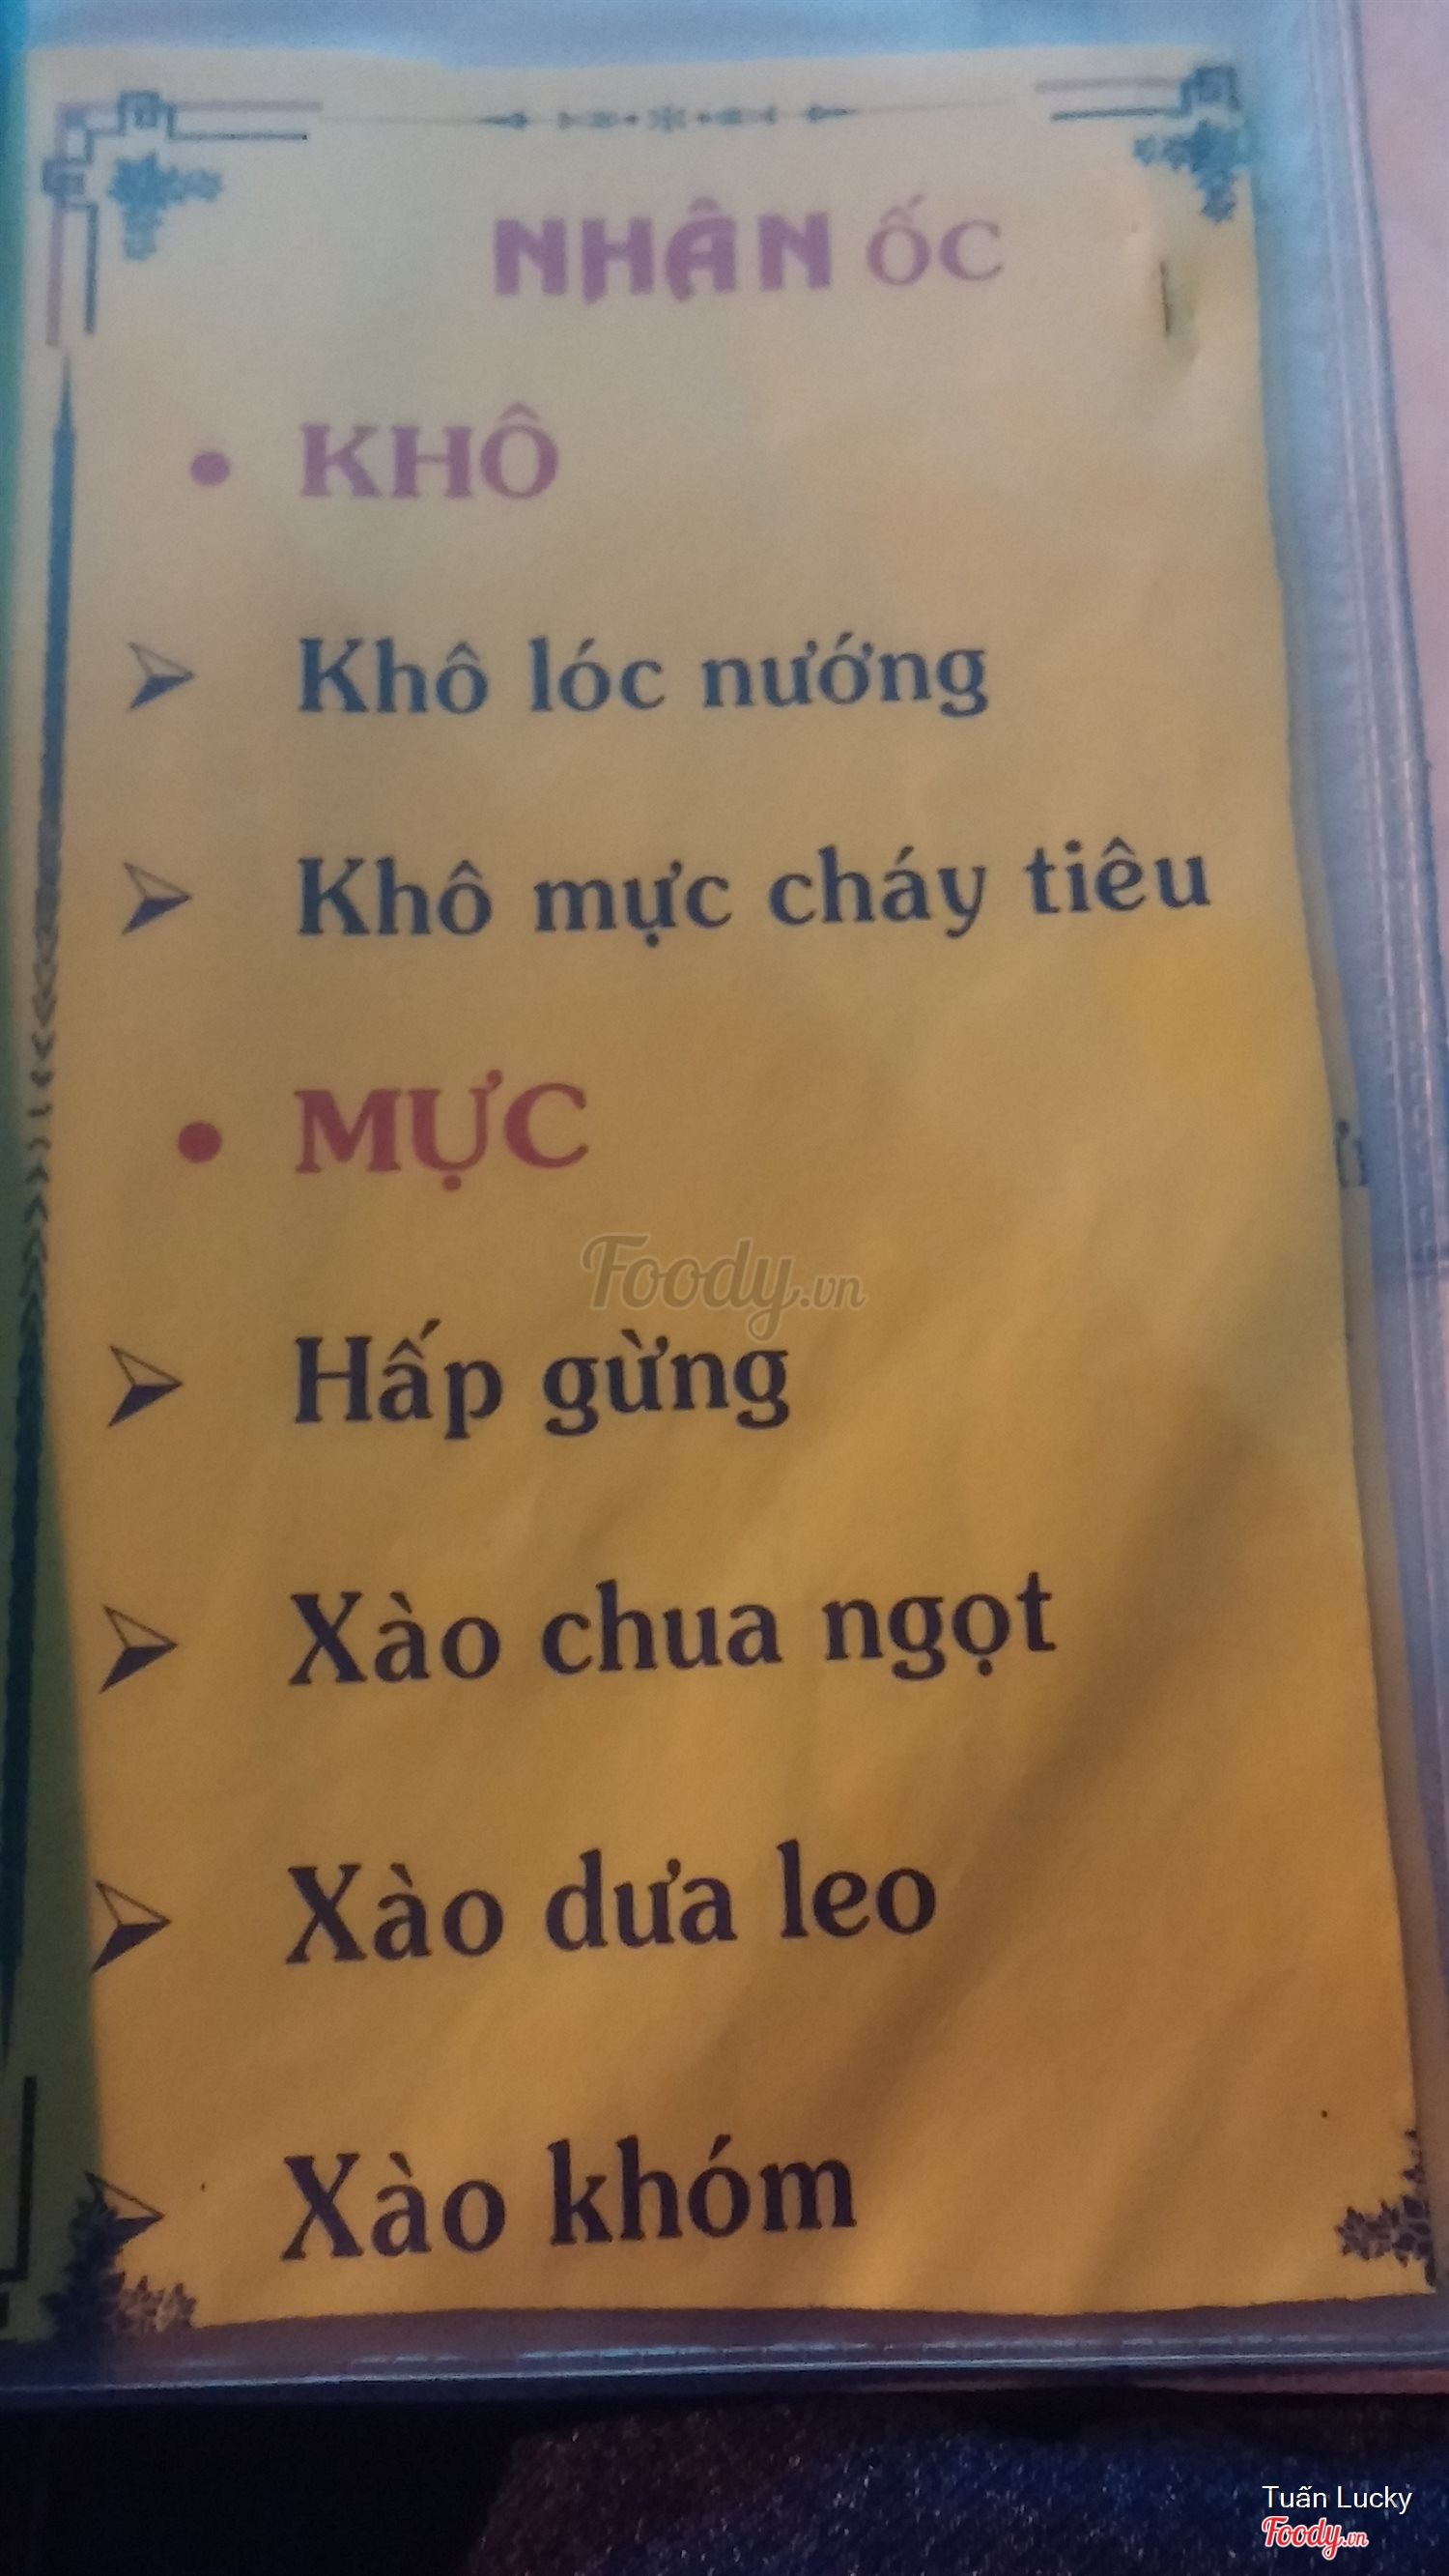 NHÂN ỐC
• KHÔ
➢ Khô lóc nướng
➢ Khô mực cháy tiêu
• MỰC
Foody.vn
➢ Hấp gừng
➢ Xào chua ngọt
➢ Xào dưa leo
➢ Xào khóm
Tuấn Lucky
Foody.vn